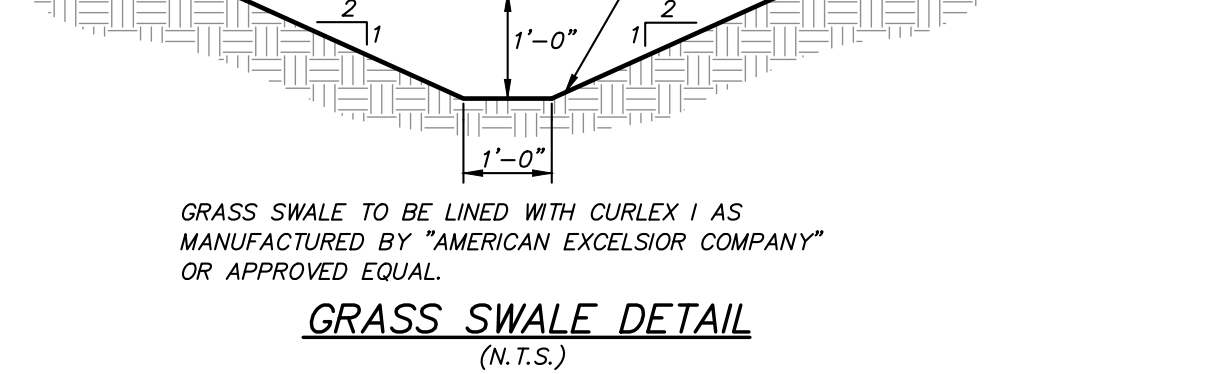 2
1
1'-0"
2
1
1'-0"
GRASS SWALE TO BE LINED WITH CURLEX I AS
MANUFACTURED BY "AMERICAN EXCELSIOR COMPANY"
OR APPROVED EQUAL.
GRASS SWALE DETAIL
(N.T.S.)